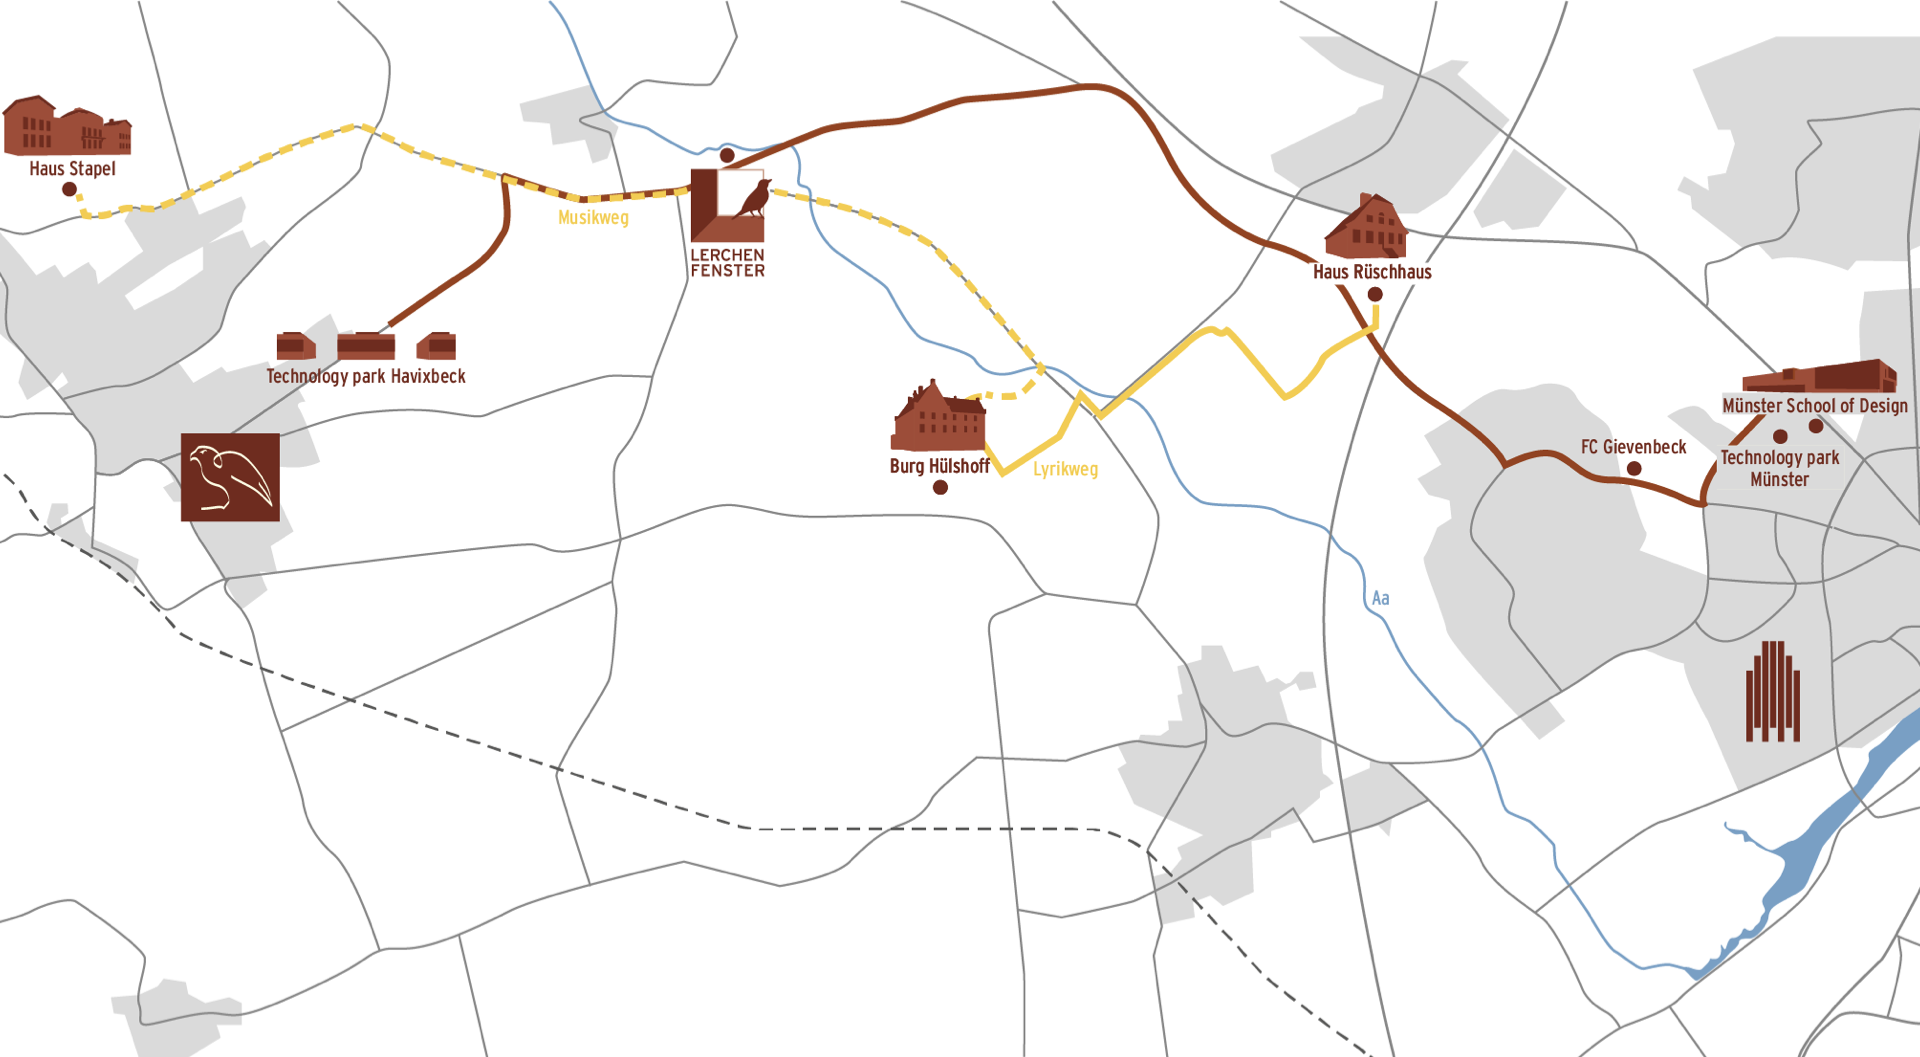 Haus Stapel
Musikweg
LERCHEN
FENSTER
Haus Rüschhaus
Technology park Havixbeck
Münster School of Design
FC Gievenbeck
Technology park
Münster
Burg Hülshoff
Lyrikweg
Aa